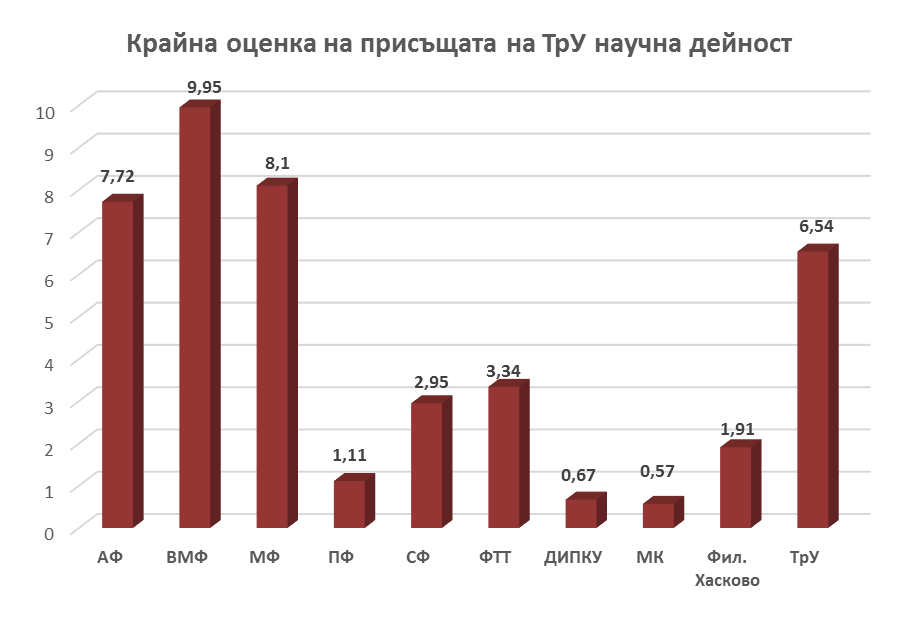 Крайна оценка на присъщата на ТрУ научна дейност
10
9
8
7
6
5
4
3
2
1
0
7,72
9,95
8,1
1,11
2,95
3,34
0,67
0,57
1,91
6,54
АФ
ВМФ
МФ
ПФ
СФ
ФТТ
ДИПКУ
МК
Фил.
Хасково
ТрУ